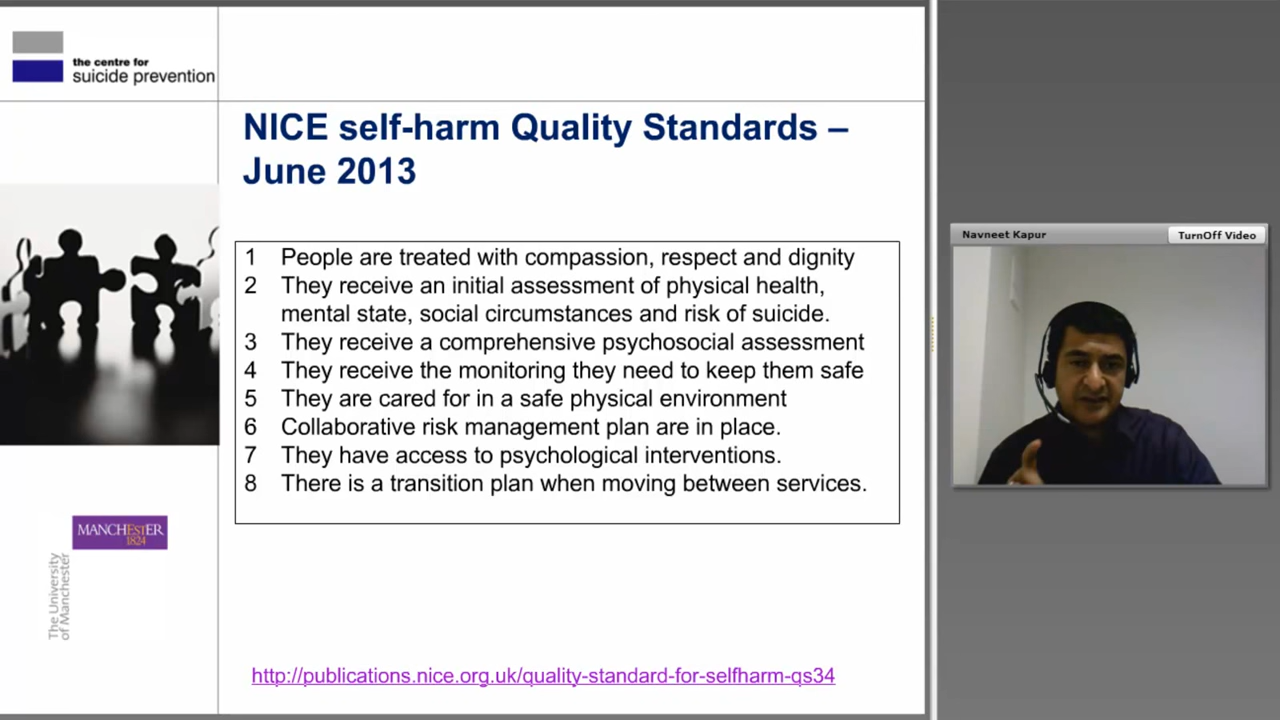 the centre for
suicide prevention
NICE self-harm Quality Standards –
June 2013
1 People are treated with compassion, respect and dignity
2 They receive an initial assessment of physical health,
mental state, social circumstances and risk of suicide.
3 They receive a comprehensive psychosocial assessment
4 They receive the monitoring they need to keep them safe
5 They are cared for in a safe physical environment
6 Collaborative risk management plan are in place.
7 They have access to psychological interventions.
8 There is a transition plan when moving between services.
MANCHESTER
1824
The University
of Manchester
http://publications.nice.org.uk/quality-standard-for-selfharm-qs34
Navneet Kapur
TurnOff Video